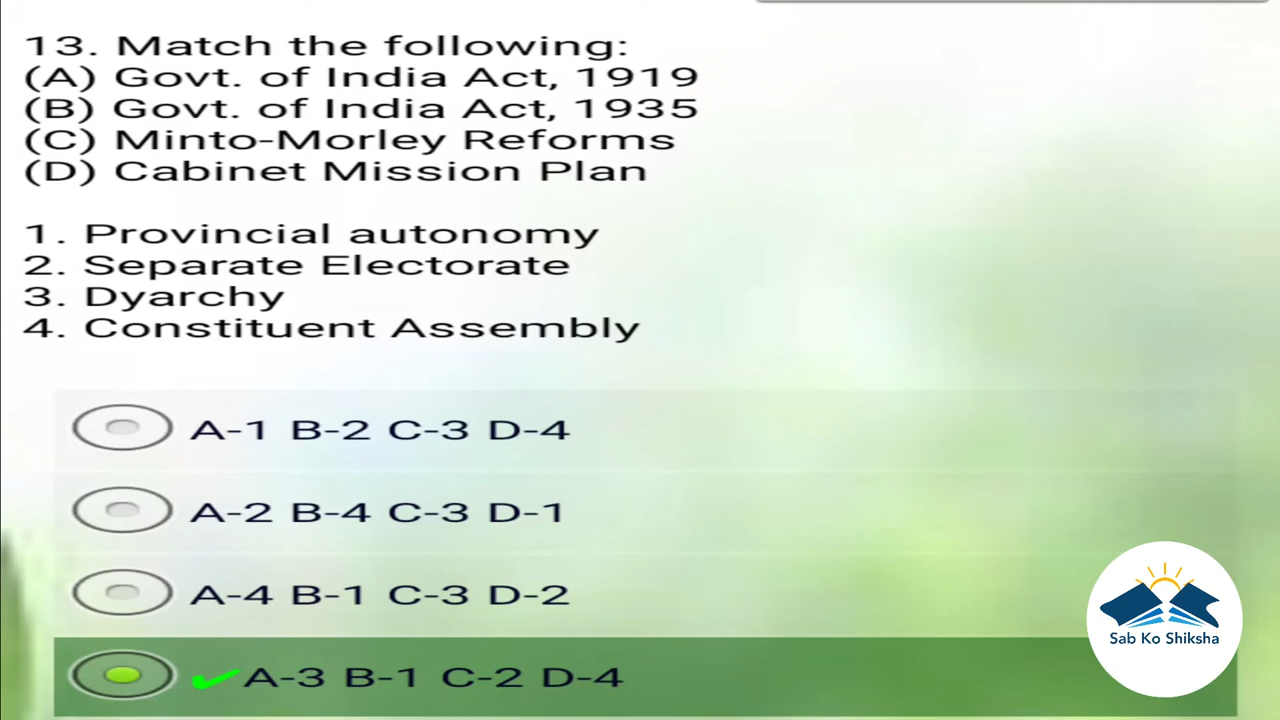 13. Match the following:
(A) Govt. of India Act, 1919
(B) Govt. of India Act, 1935
(C) Minto-Morley Reforms
(D) Cabinet Mission Plan
1. Provincial autonomy
2. Separate Electorate
3. Dyarchy
4. Constituent Assembly
A-1 B-2 C-3 D-4
A-2 B-4 C-3 D-1
A-4 B-1 C-3 D-2
A-3 B-1 C-2 D-4
Sab Ko Shiksha